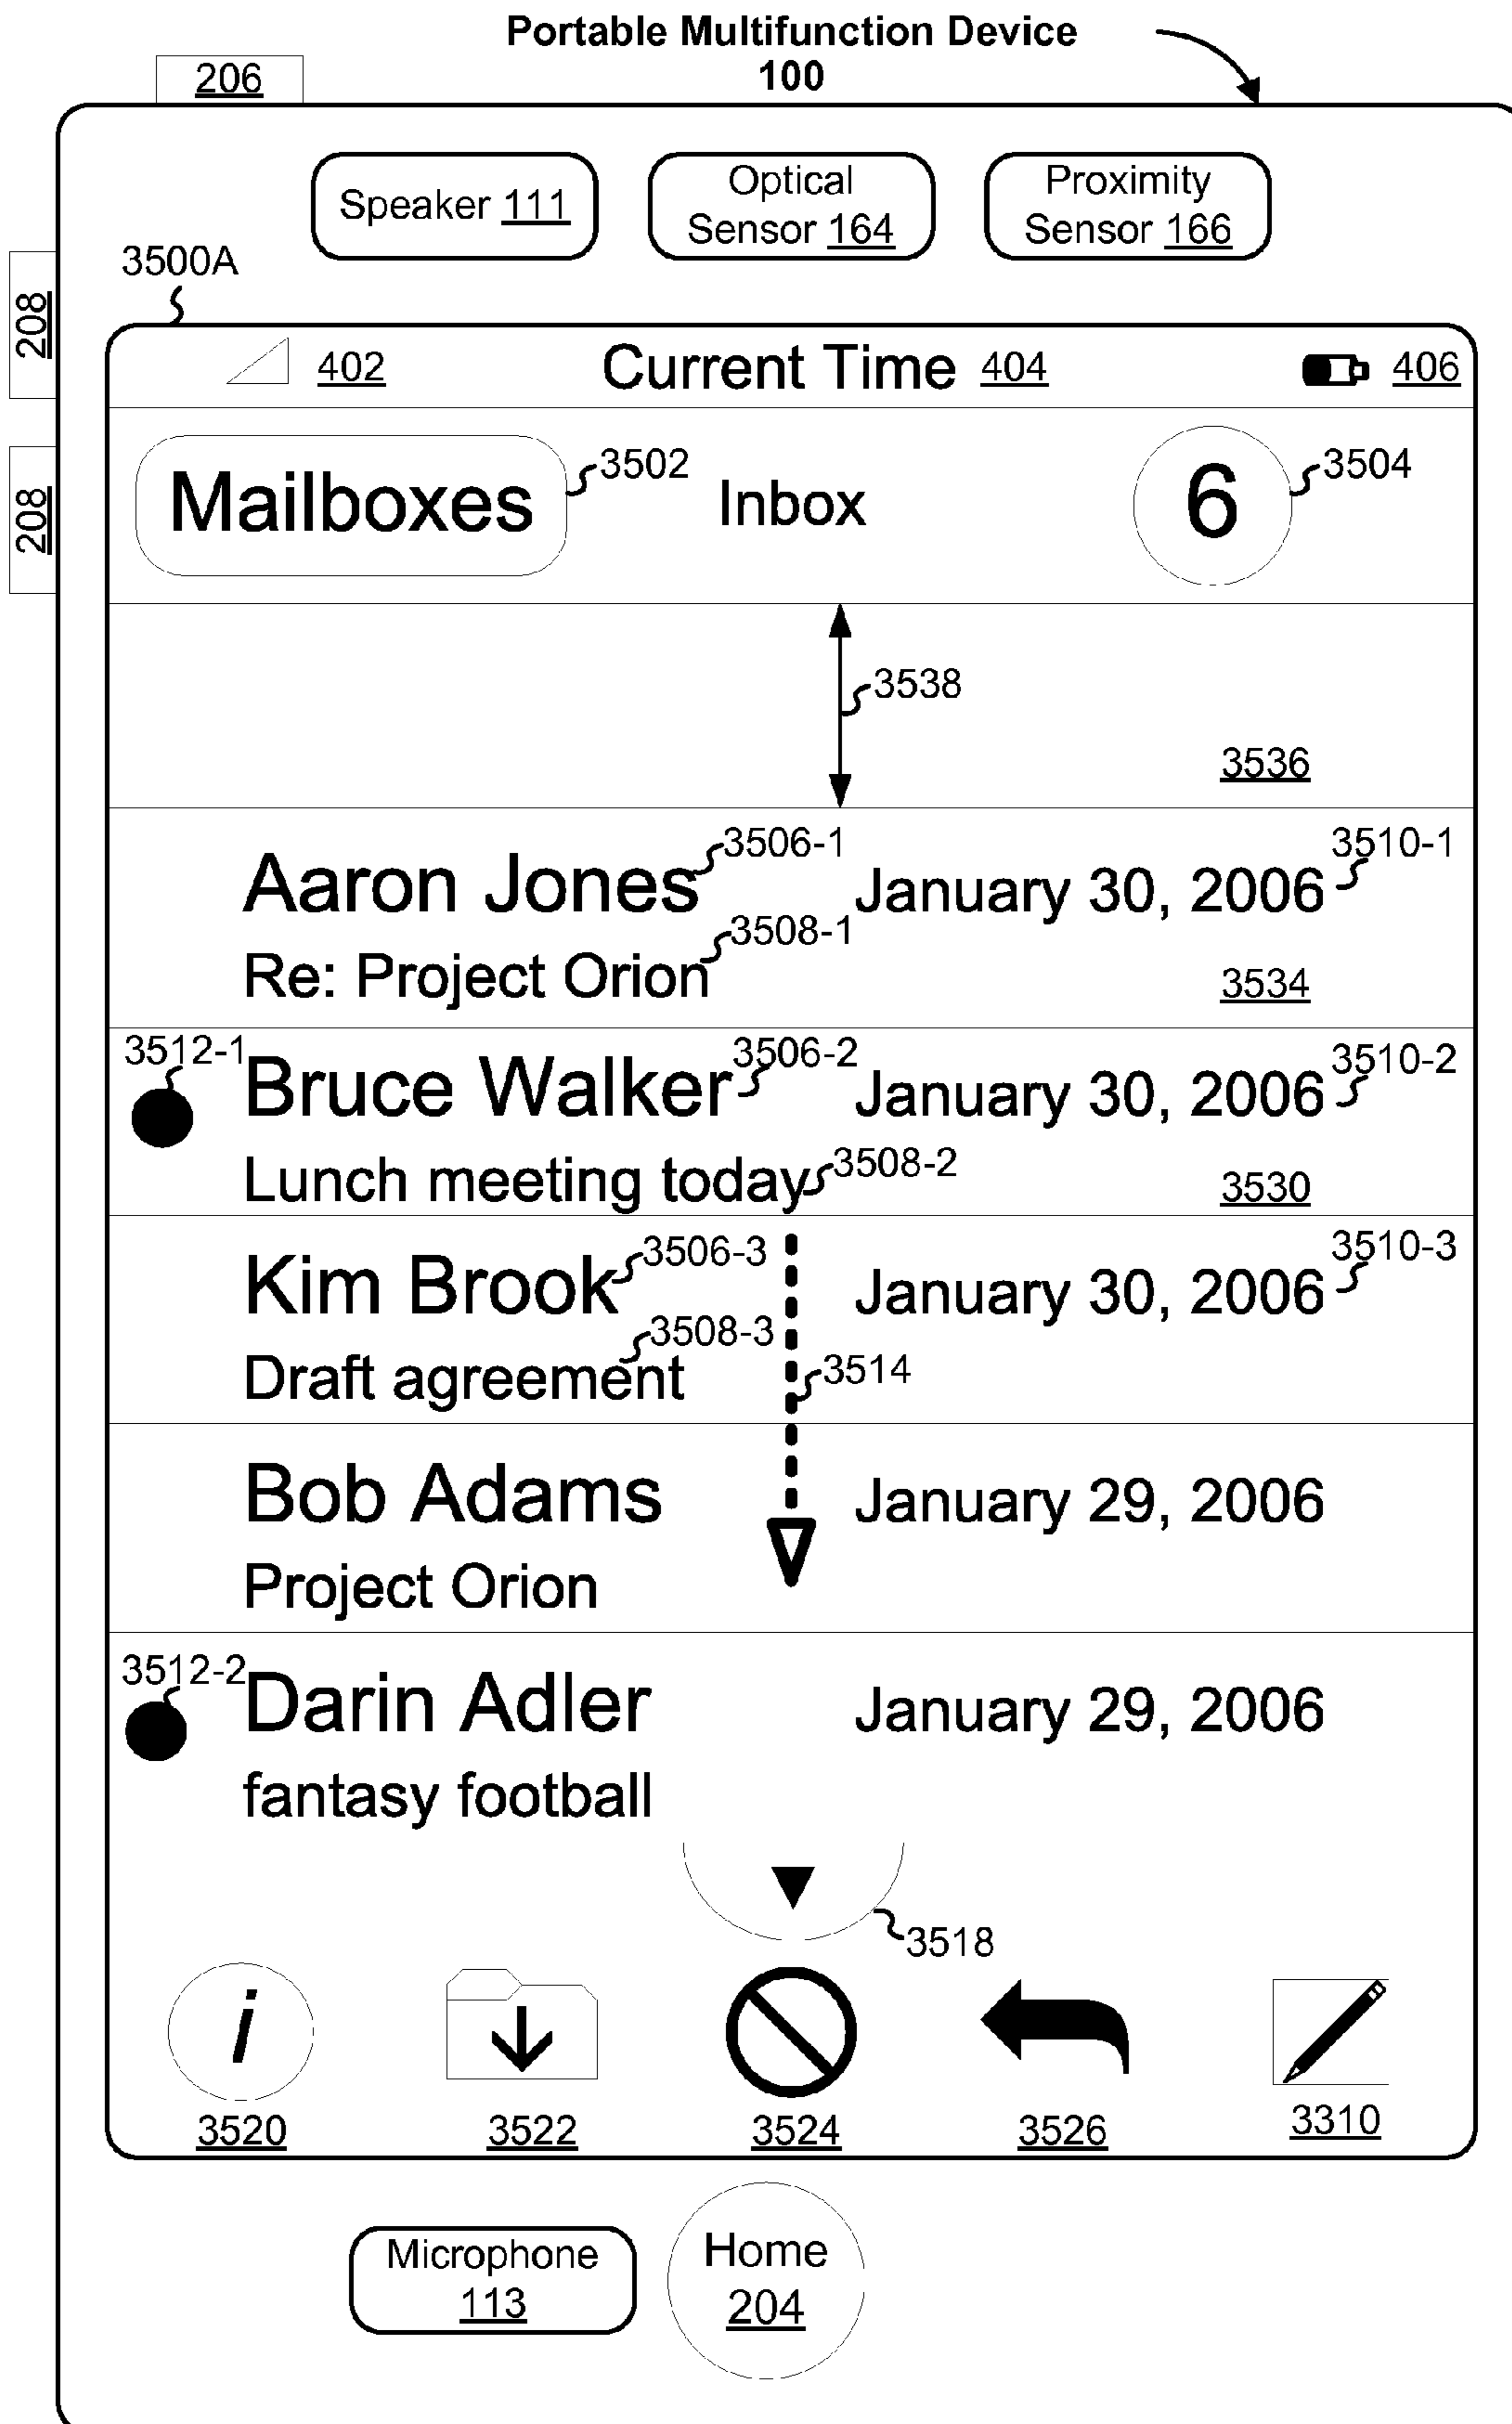 Portable Multifunction Device
100
206
Speaker 111
Optical
Sensor 164
Proximity
Sensor 166
208
3500A
402
Current Time 404
406
208
Mailboxes
3502
Inbox
6
3504
3538
3536
3506-1
3510-1
Aaron Jones
January 30, 2006
3508-1
Re: Project Orion
3534
3512-1
3506-2
3510-2
Bruce Walker
January 30, 2006
Lunch meeting today
3508-2
3530
3506-3
3510-3
Kim Brook
January 30, 2006
3508-3
Draft agreement
3514
Bob Adams
January 29, 2006
Project Orion
3512-2
Darin Adler
January 29, 2006
fantasy football
3518
i
3520
3522
3524
3526
3310
Microphone
113
Home
204